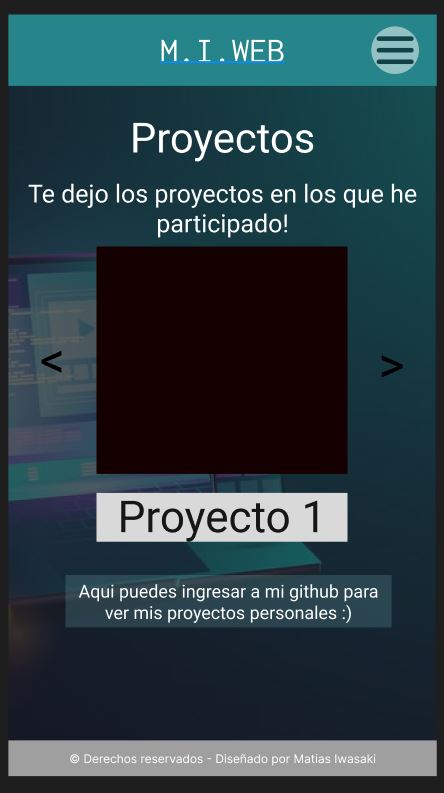 M.I.WEB
Proyectos
Te dejo los proyectos en los que he
participado!
<
>
Proyecto 1
Aqui puedes ingresar a mi github para
ver mis proyectos personales :)
© Derechos reservados - Diseñado por Matias Iwasaki